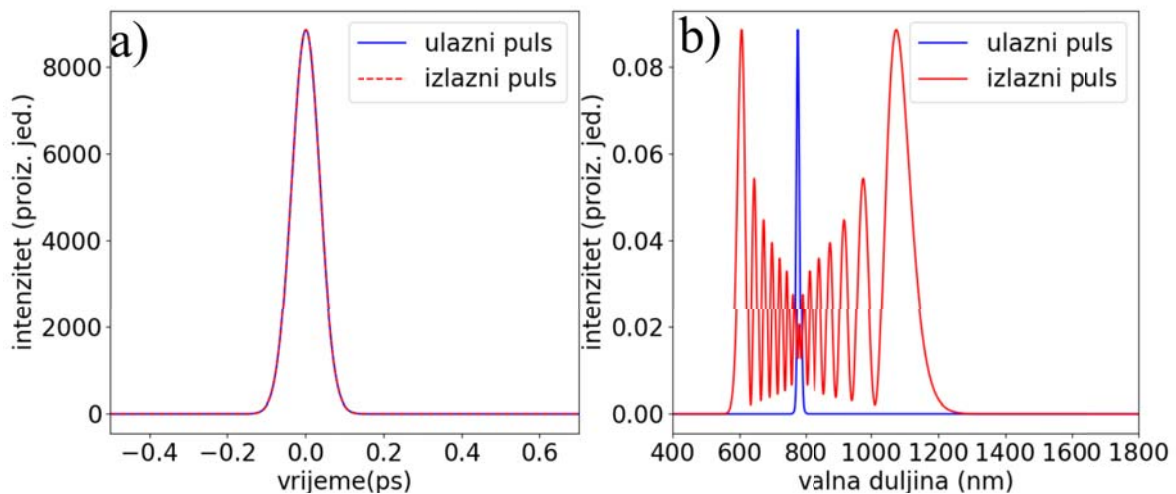 a)
ulazni puls
izlazni puls
intenzitet (proiz. jed.)
8000
6000
4000
2000
0
−0.4 −0.2 0.0 0.2 0.4 0.6
vrijeme(ps)
b)
ulazni puls
izlazni puls
intenzitet (proiz. jed.)
0.08
0.06
0.04
0.02
0.00
400 600 800 1000 1200 1400 1600 1800
valna duljina (nm)